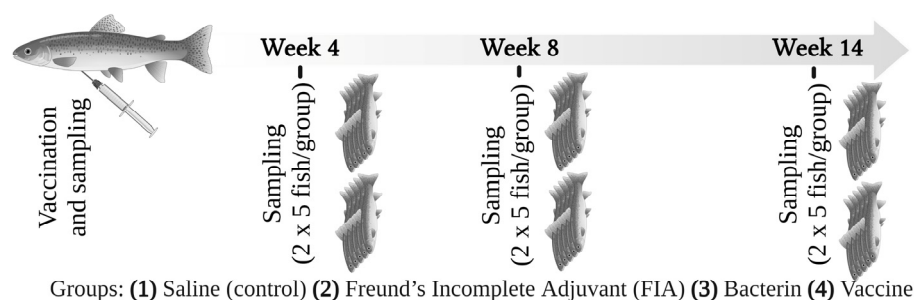 Week 4
Week 8
Week 14
Vaccination
and sampling
Sampling
(2 x 5 fish/group)
Sampling
(2 x 5 fish/group)
Sampling
(2 x 5 fish/group)
Groups: (1) Saline (control) (2) Freund’s Incomplete Adjuvant (FIA) (3) Bacterin (4) Vaccine